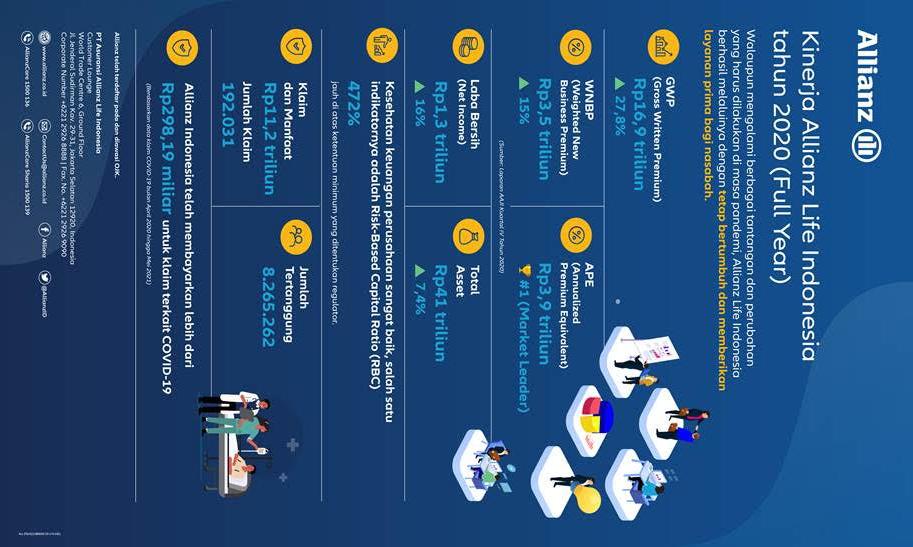 Allianz
Kinerja Allianz Life Indonesia
tahun 2020 (Full Year)
Walaupun mengalami berbagai tantangan dan perubahan
yang harus dilakukan di masa pandemi, Allianz Life Indonesia
berhasil melaluinya dengan tetap bertumbuh dan memberikan
layanan prima bagi nasabah.
GWP
(Gross Written Premium)
Rp16,9 triliun
27,8%
WNBP
(Weighted New
Business Premium)
Rp3,5 triliun
15%
APE
(Annualized
Premium Equivalent)
Rp3,9 triliun
#1 (Market Leader)
(Sumber: Laporan AAJI Kuartal IV Tahun 2020)
Laba Bersih
(Net Income)
Rp1,3 triliun
16%
Total
Asset
Rp41 triliun
7,4%
Kesehatan keuangan perusahaan sangat baik, salah satu
indikatornya adalah Risk-Based Capital Ratio (RBC)
472%
jauh di atas ketentuan minimum yang ditentukan regulator.
Klaim
dan Manfaat
Rp11,2 triliun
Jumlah Klaim
192.031
Jumlah
Tertanggung
8.265.262
Allianz Indonesia telah membayarkan lebih dari
Rp298,19 miliar untuk klaim terkait COVID-19
(Berdasarkan data klaim COVID-19 bulan April 2020 hingga Mei 2021)
Allianz telah terdaftar pada dan diawasi OJK.
PT Asuransi Allianz Life Indonesia
Customer Lounge
World Trade Centre 6, Ground Floor
Jl. Jenderal Sudirman Kav. 29-31, Jakarta Selatan 12920, Indonesia
Corporate Number +6221 2926 8888 | Fax. No. +6221 2926 9090
www.allianz.co.id
ContactUs@allianz.co.id
Allianz
@AllianzID
AllianzCare 1500 136
AllianzCare Sharia 1500 139